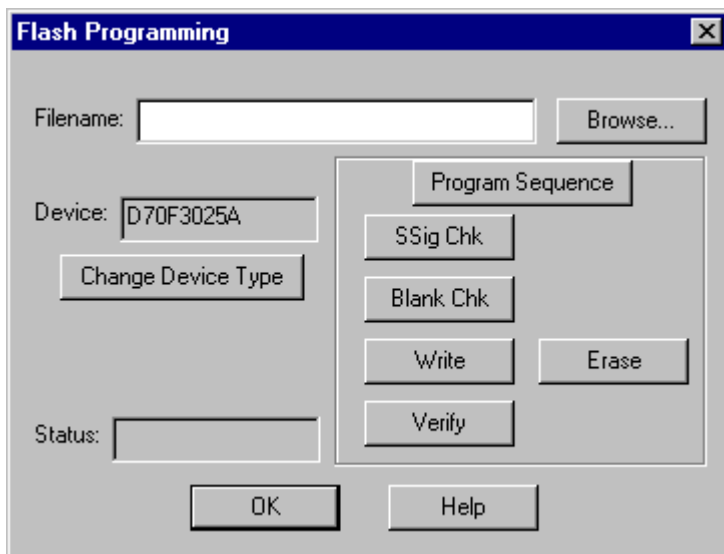 Flash Programming
Filename:
Browse...
Program Sequence
Device: D70F3025A
SSig Chk
Change Device Type
Blank Chk
Write
Erase
Status:
Verify
OK
Help